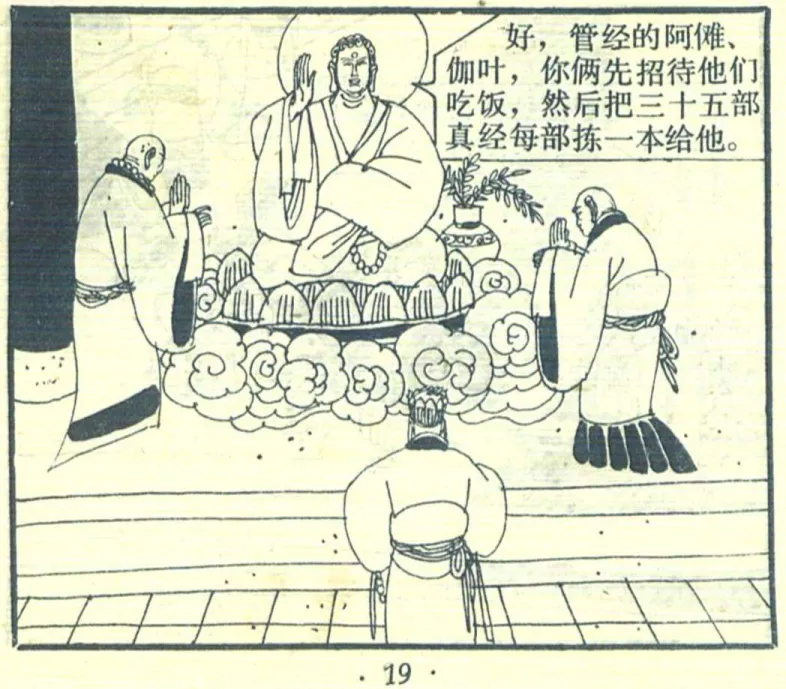 好，管经的阿傩、
伽叶，你俩先招待他们
吃饭，然后把三十五部
真经每部拣一本给他。
· 19 ·